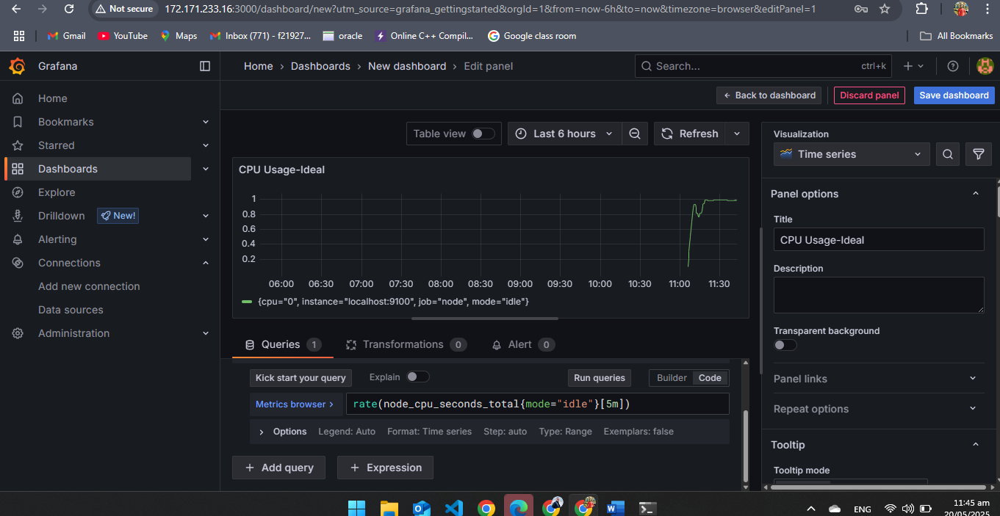 Not secure 172.171.233.16:3000/dashboard/new?utm_source=grafana_gettingstarted&orgId=1&from=now-6h&to=now&timezone=browser&editPanel=1
Gmail YouTube Maps Inbox (771) - f21927... oracle Online C++ Compil... Google class room All Bookmarks
Grafana
Home › Dashboards › New dashboard › Edit panel
Search... ctrl+k
Back to dashboard Discard panel Save dashboard
Home
Bookmarks
Starred
Dashboards
Explore
Drilldown New!
Alerting
Connections
Add new connection
Data sources
Administration
Table view Last 6 hours Refresh
CPU Usage-Ideal
1
0.8
0.6
0.4
0.2
06:00 06:30 07:00 07:30 08:00 08:30 09:00 09:30 10:00 10:30 11:00 11:30
{cpu="0", instance="localhost:9100", job="node", mode="idle"}
Queries 1 Transformations 0 Alert 0
Kick start your query Explain Run queries Builder Code
Metrics browser > rate(node_cpu_seconds_total{mode="idle"}[5m])
Options Legend: Auto Format: Time series Step: auto Type: Range Exemplars: false
+ Add query + Expression
Visualization
Time series
Panel options
Title
CPU Usage-Ideal
Description
Transparent background
Panel links
Repeat options
Tooltip
Tooltip mode
ENG
11:45 am
20/05/2025